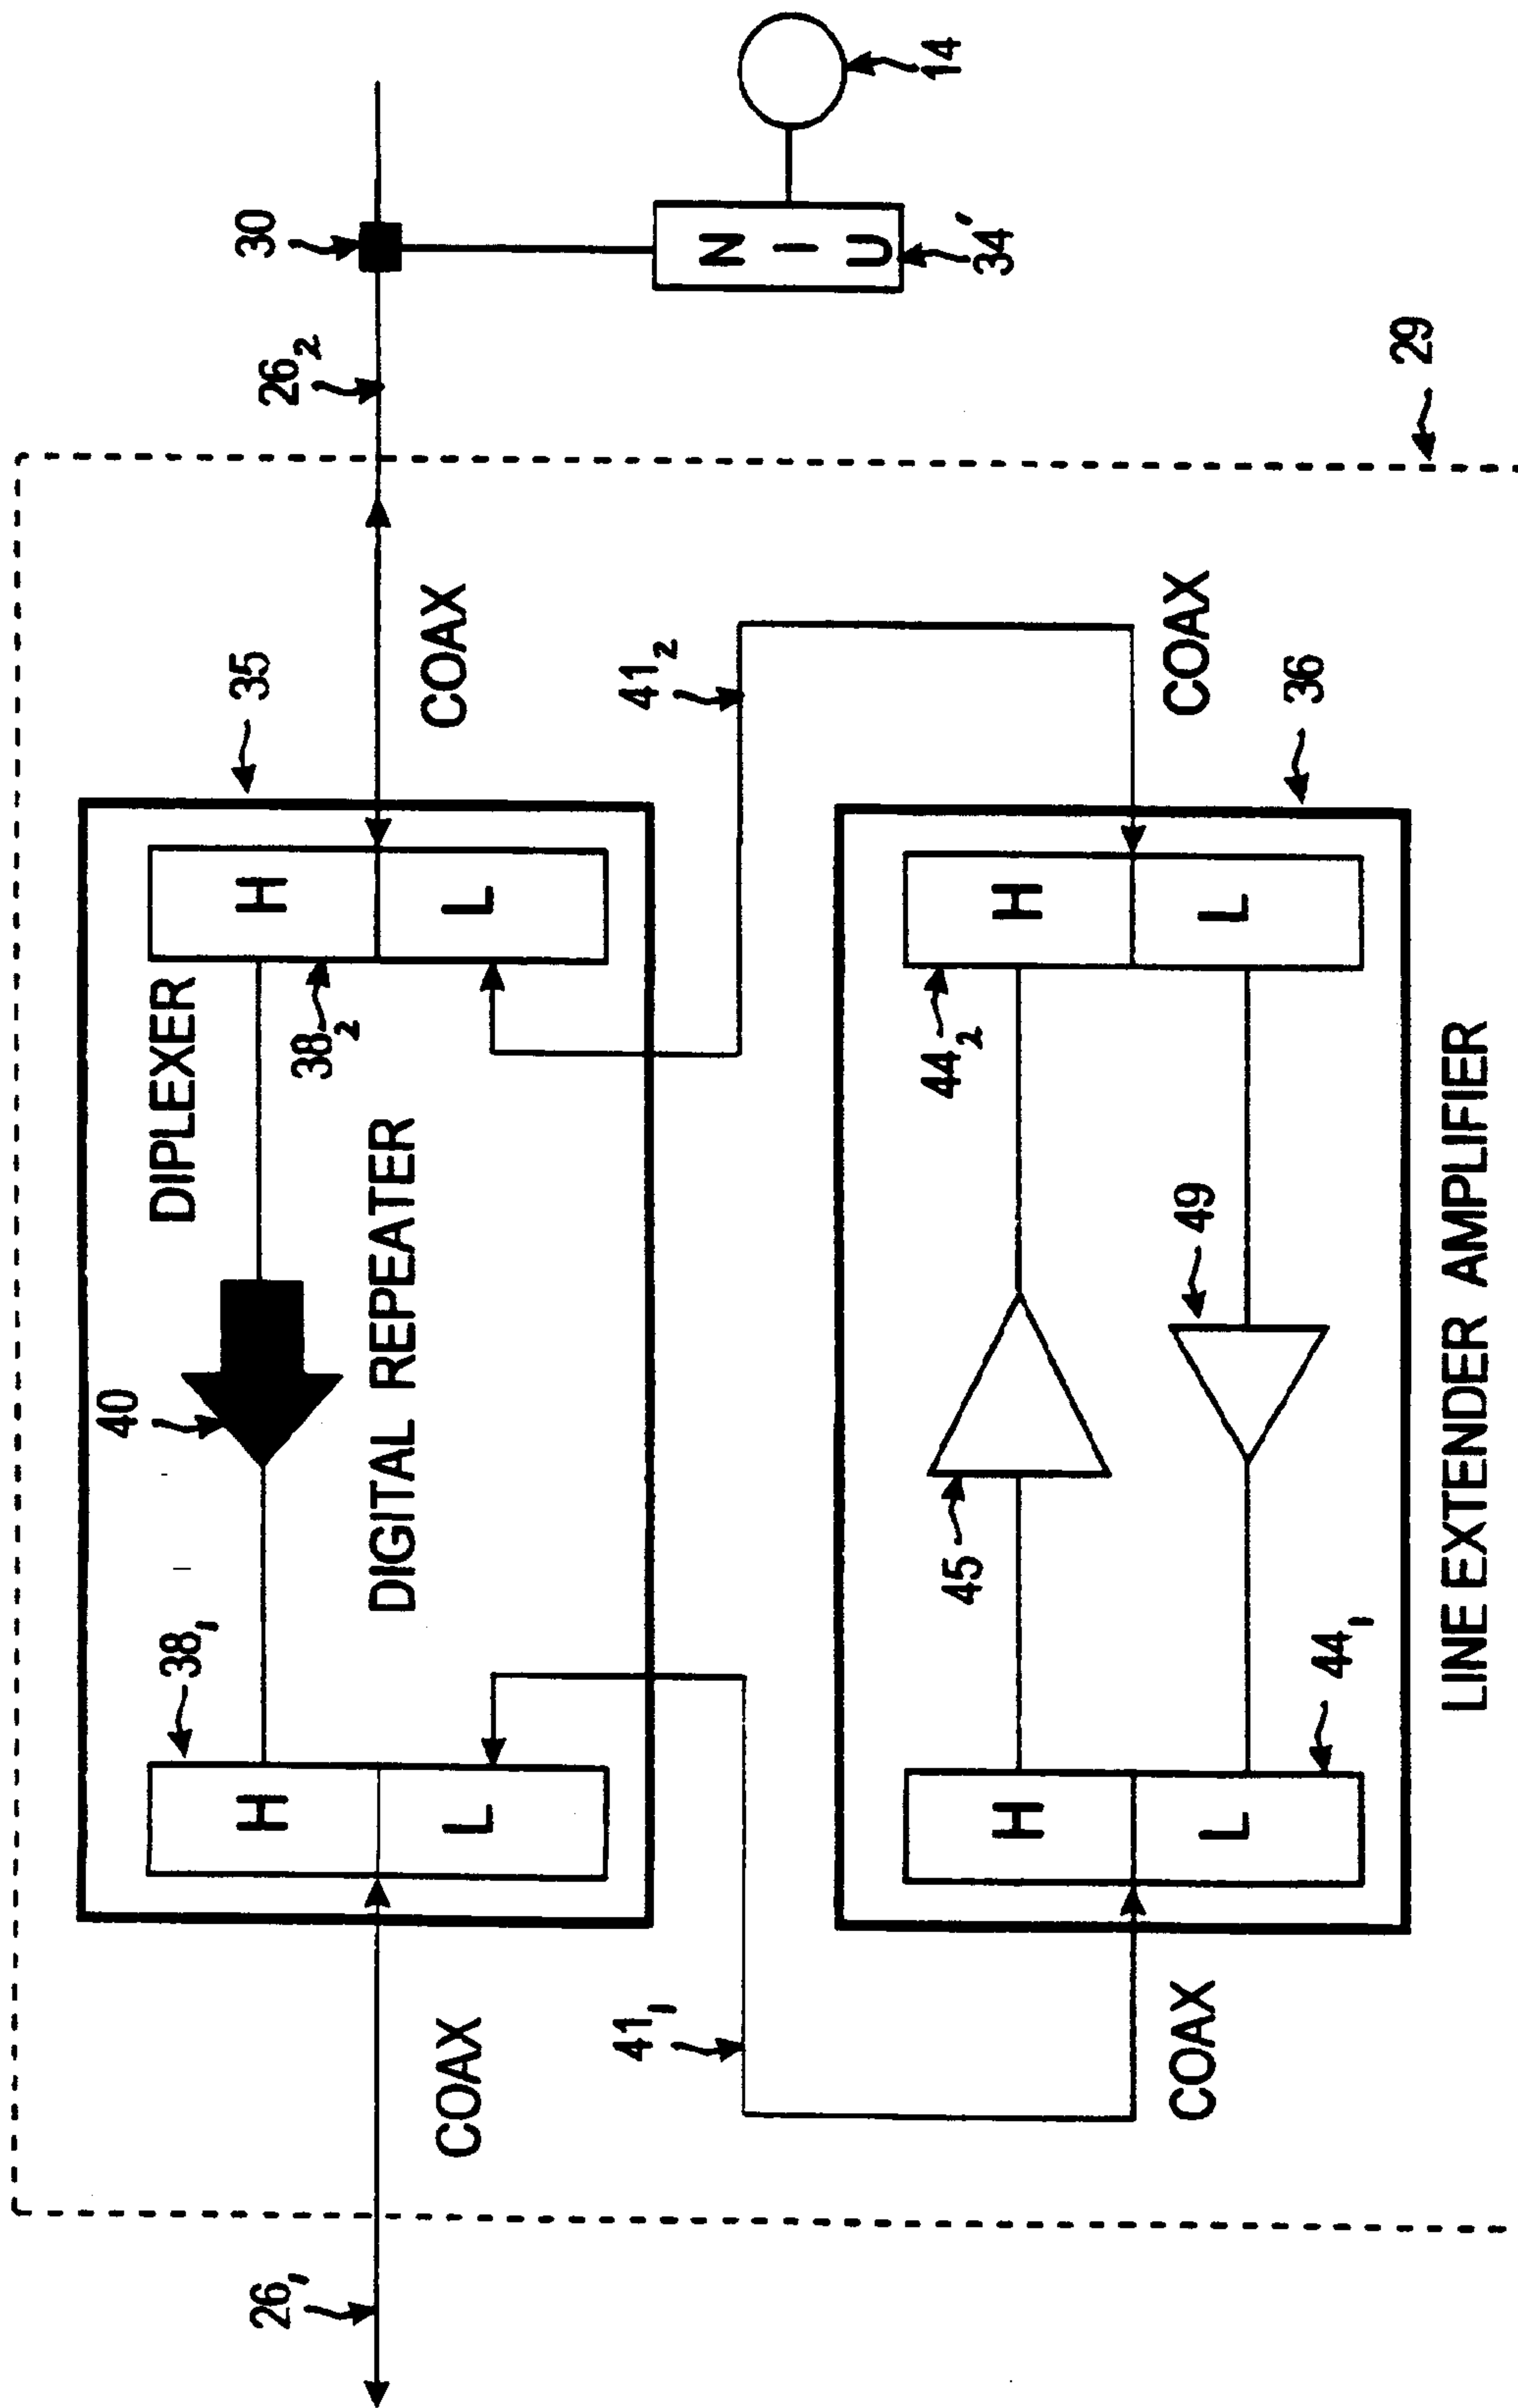 30
26₂
14
N I U
34'
29
35
COAX
DIPLEXER
H
L
38₂
40
DIGITAL REPEATER
38₁
H
L
26₁
COAX
41₂
COAX
36
41₁
COAX
H
L
44₂
45
49
H
L
44₁
LINE EXTENDER AMPLIFIER